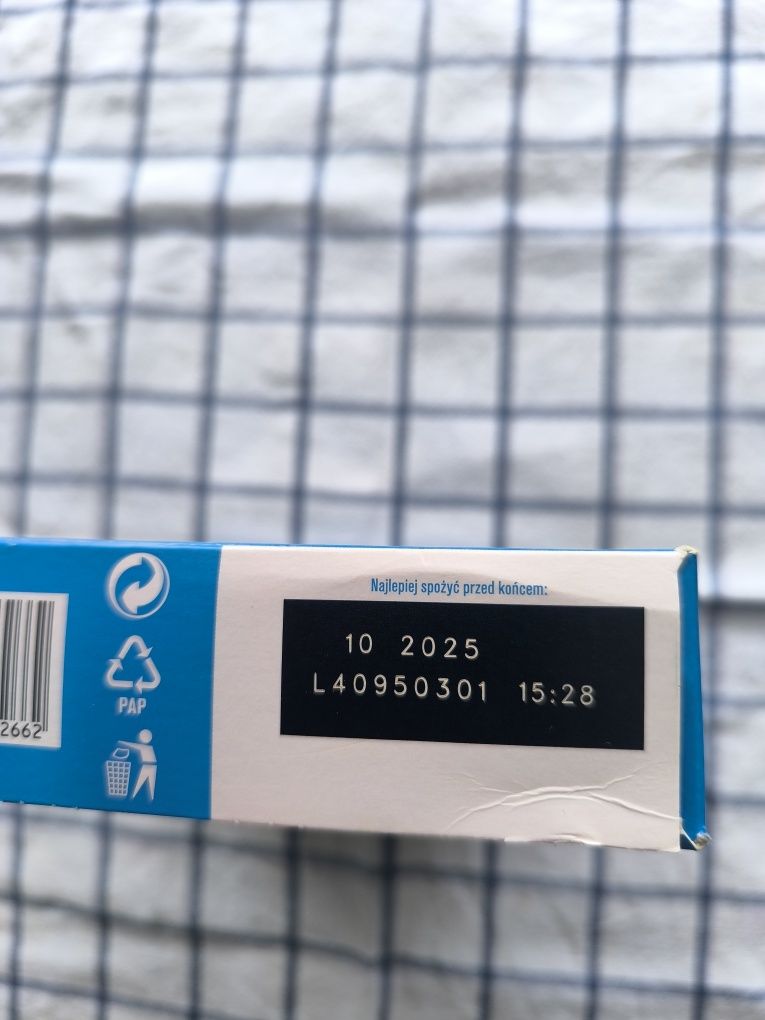 Najlepiej spożyć przed końcem:
10 2025
L40950301 15:28
PAP
2662